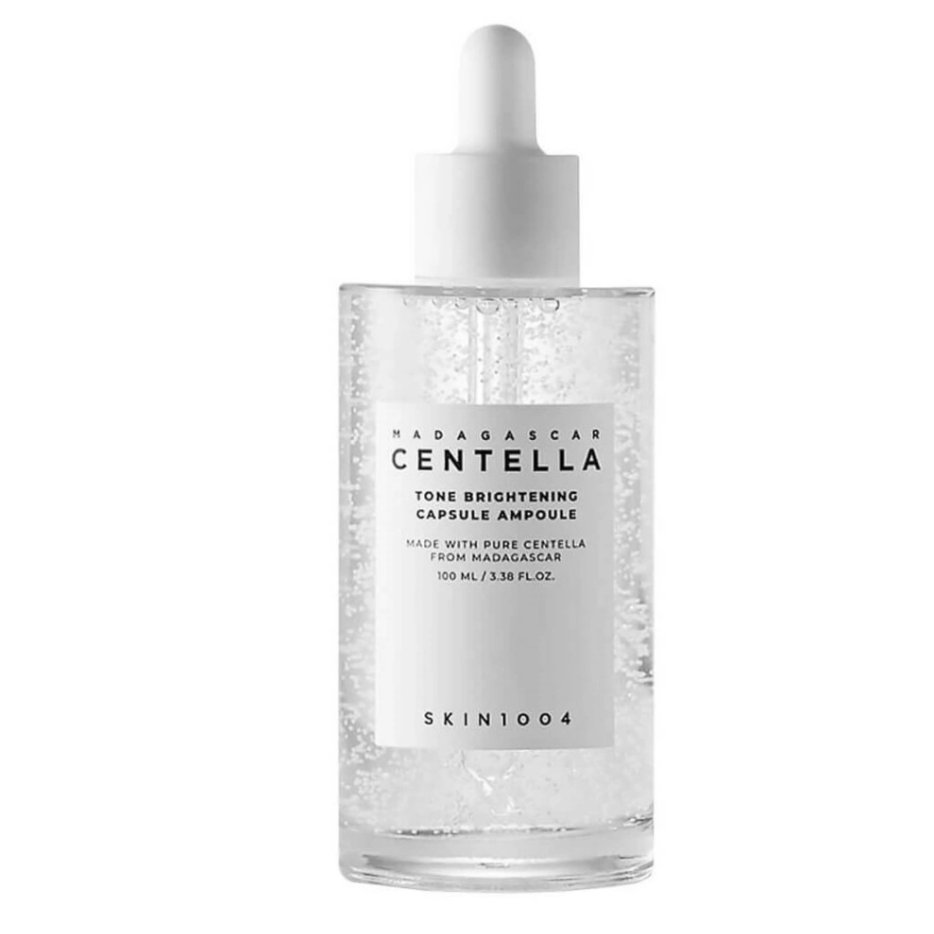 MADAGASCAR
CENTELLA
TONE BRIGHTENING
CAPSULE AMPOULE
MADE WITH PURE CENTELLA
FROM MADAGASCAR
100 ML / 3.38 FL.OZ.
SKIN1004